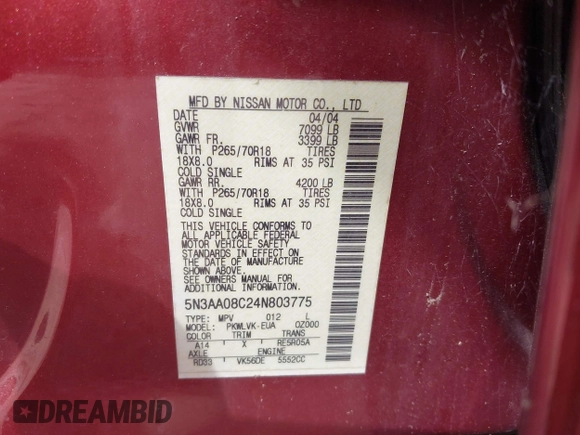 MFD BY NISSAN MOTOR CO., LTD
DATE 04/04
GVWR 7099 LB
GAWR FR. 3399 LB
WITH P265/70R18 TIRES
18X8.0 RIMS AT 35 PSI
COLD SINGLE
GAWR RR. 4200 LB
WITH P265/70R18 TIRES
18X8.0 RIMS AT 35 PSI
COLD SINGLE
THIS VEHICLE CONFORMS TO
ALL APPLICABLE FEDERAL
MOTOR VEHICLE SAFETY
STANDARDS IN EFFECT ON
THE DATE OF MANUFACTURE
SHOWN ABOVE.
SEE OWNERS MANUAL FOR
ADDITIONAL INFORMATION.
5N3AA08C24N803775
TYPE: MPV 012 L
MODEL: PKWLVK-EUA OZ000
COLOR TRIM TRANS
A14 X RE5R05A
AXLE ENGINE
RD33 VK56DE 5552CC
DREAMBID